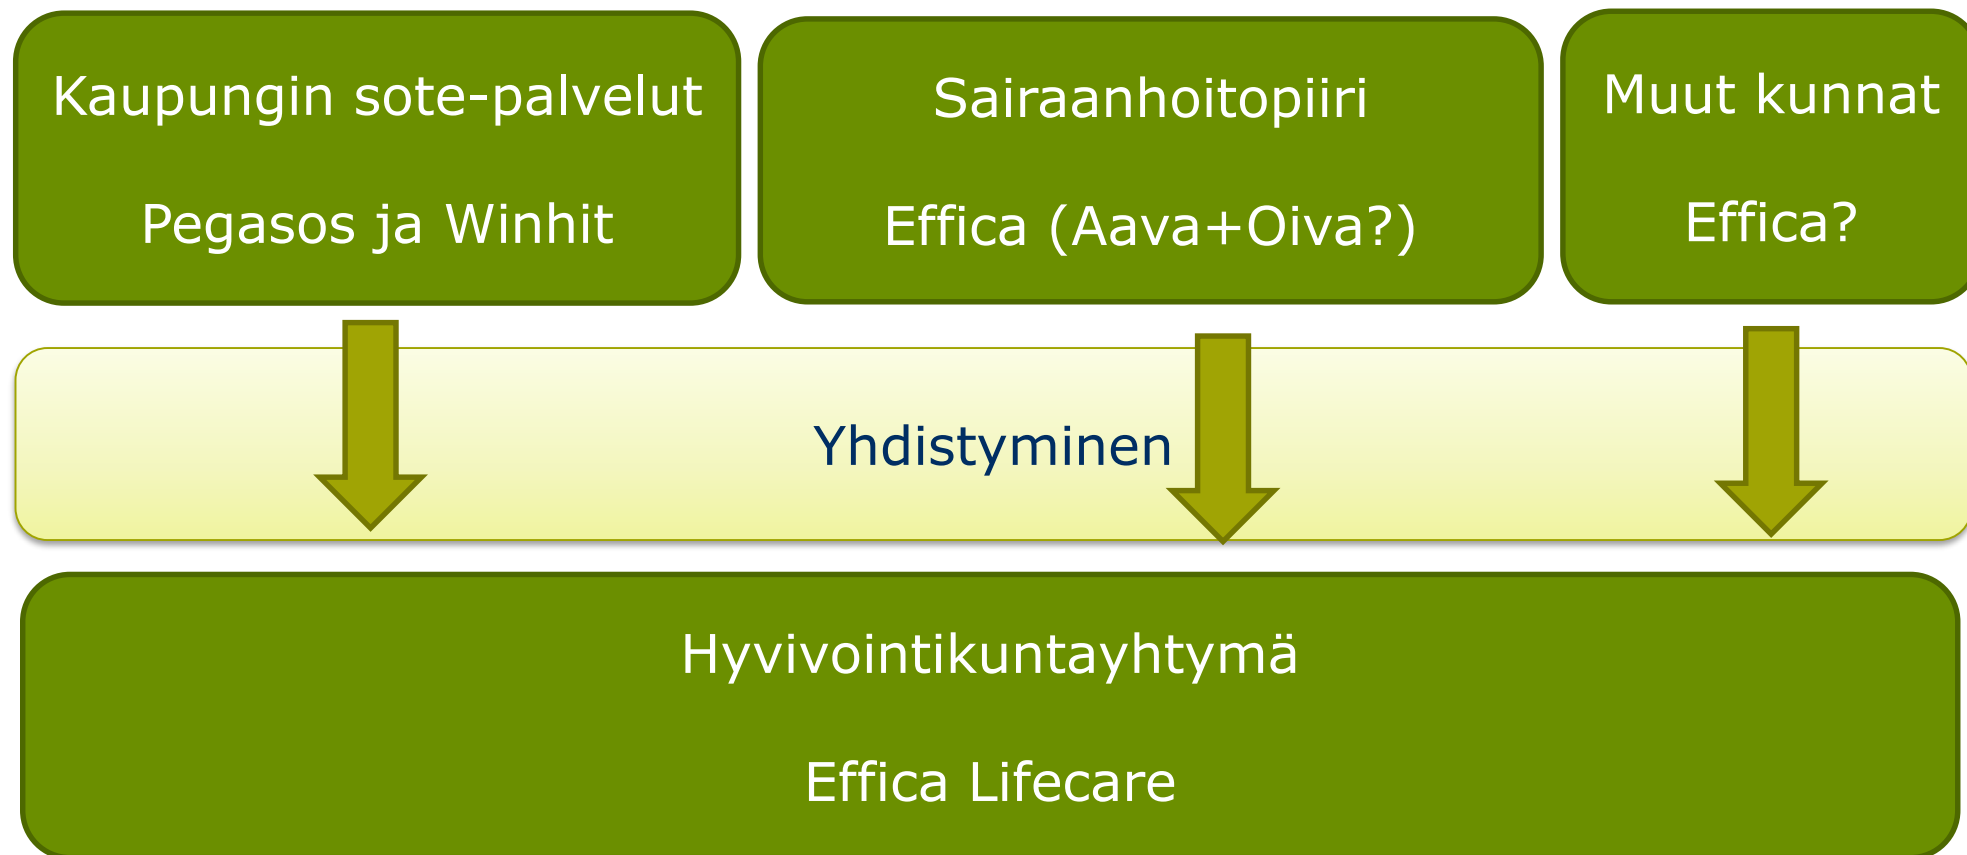 Kaupungin sote-palvelut
Pegasos ja Winhit
Sairaanhoitopiiri
Effica (Aava+Oiva?)
Muut kunnat
Effica?
Yhdistyminen
Hyvivointikuntayhtymä
Effica Lifecare